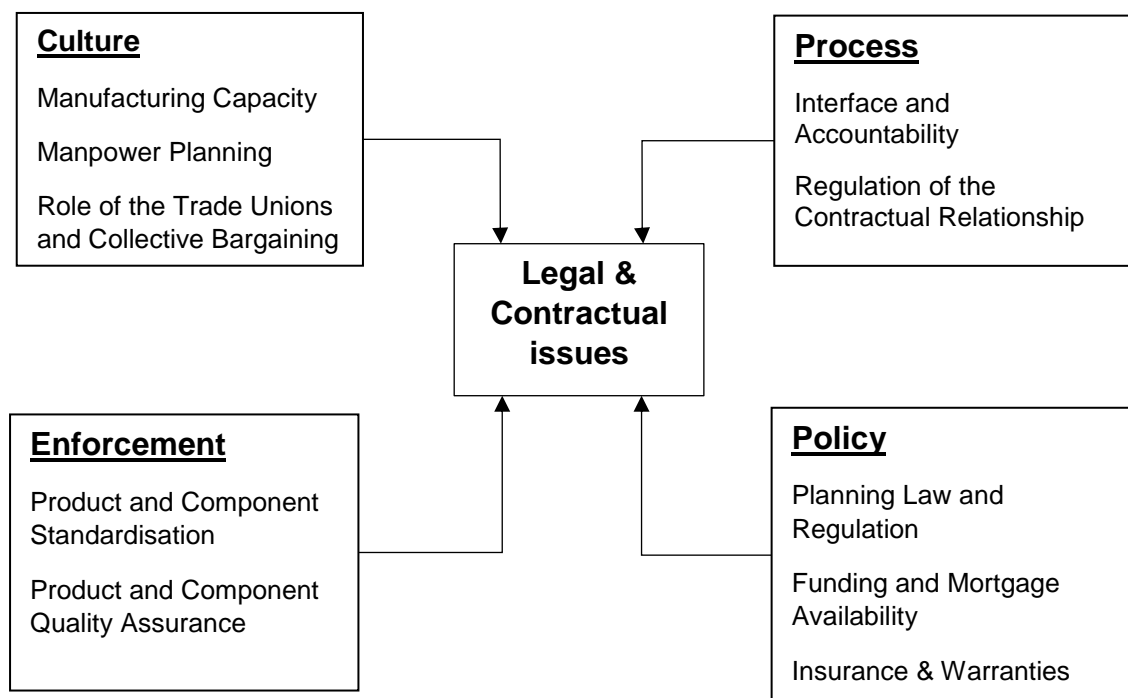 Culture
Manufacturing Capacity
Manpower Planning
Role of the Trade Unions
and Collective Bargaining
Process
Interface and
Accountability
Regulation of the
Contractual Relationship
Legal &
Contractual
issues
Enforcement
Product and Component
Standardisation
Product and Component
Quality Assurance
Policy
Planning Law and
Regulation
Funding and Mortgage
Availability
Insurance & Warranties